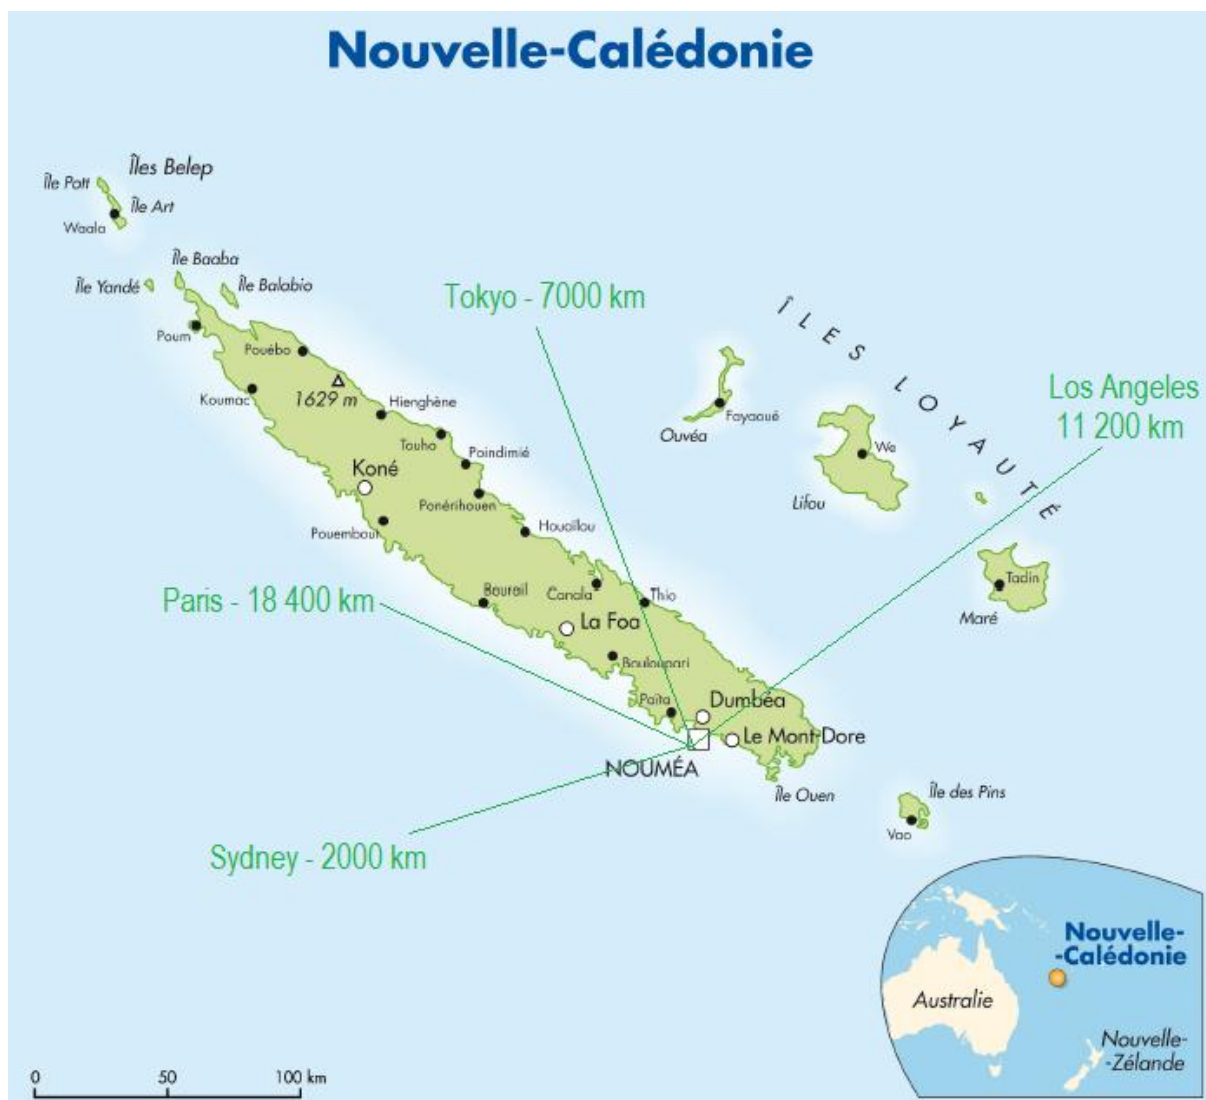 Nouvelle-Calédonie
Îles Belep
Île Pott
Île Art
Waala
Île Baaba
Île Yandé
Île Balabio
Tokyo - 7000 km
ÎLES LOYAUTÉ
Poum
Pouébo
1629 m
Koumac
Hienghène
Los Angeles
11 200 km
Fayaoué
Ouvéa
Touho
Poindimié
We
Koné
Lifou
Ponérihouen
Houaïlou
Pouembout
Tadin
Paris - 18 400 km
Bourail
Canala
Thio
Maré
La Foa
Bouloupari
Païta
Dumbéa
Le Mont-Dore
NOUMÉA
Île Ouen
Île des Pins
Vao
Sydney - 2000 km
Nouvelle-
-Calédonie
Australie
Nouvelle-
-Zélande
0 50 100 km